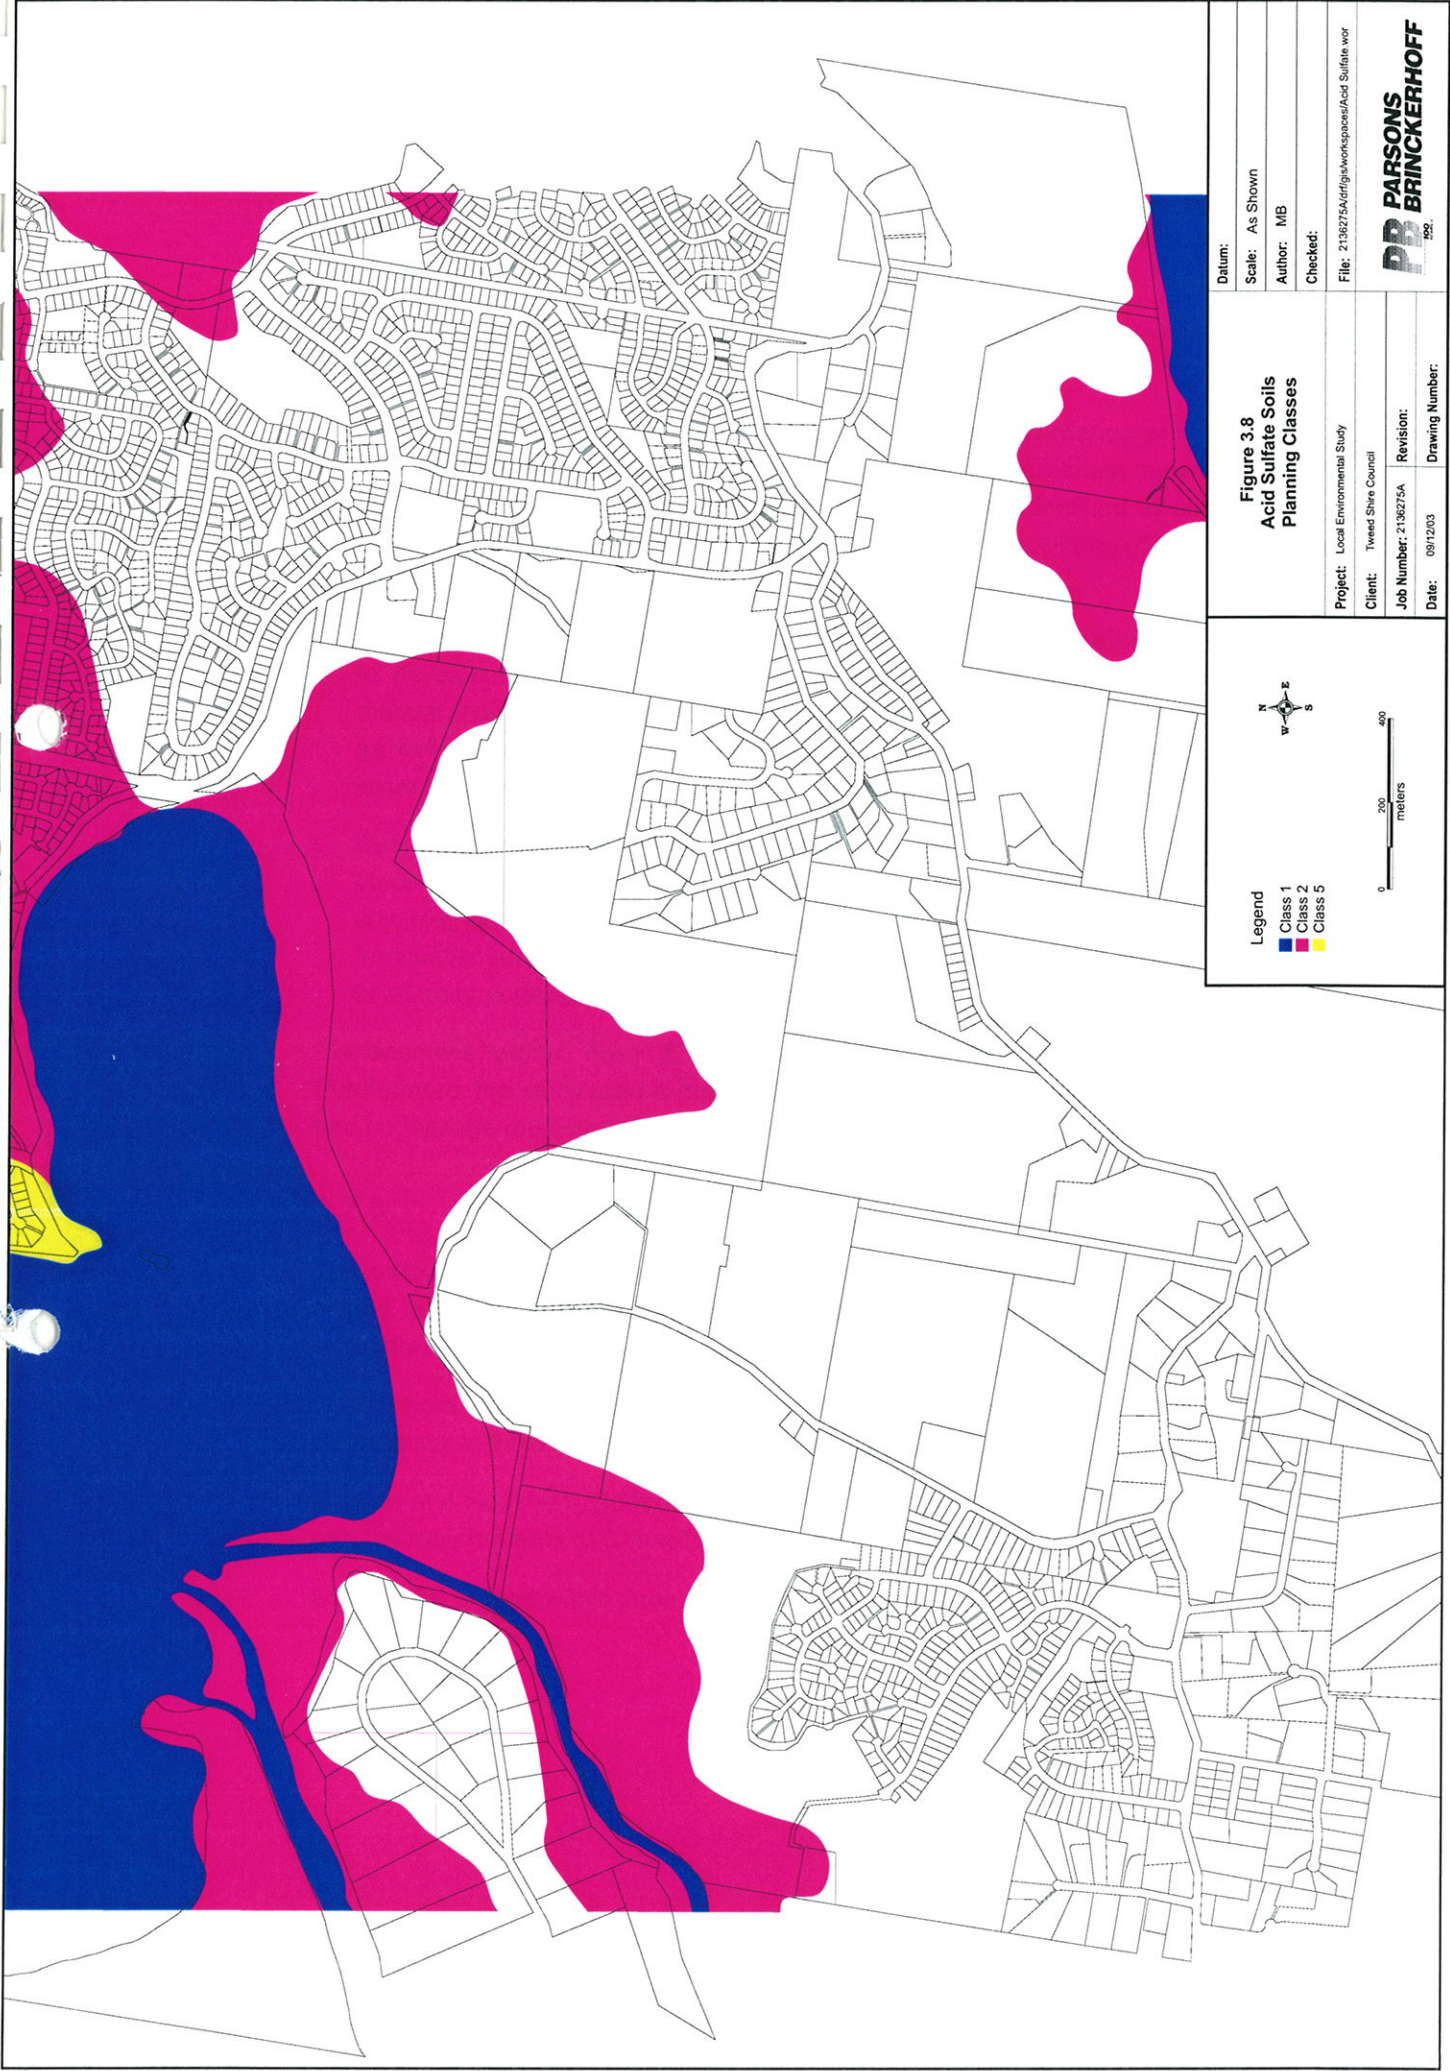 Figure 3.8
Acid Sulfate Soils
Planning Classes
Project: Local Environmental Study
Client: Tweed Shire Council
Job Number: 2136275A
Revision:
Date: 09/12/03
Drawing Number:
Datum:
Scale: As Shown
Author: MB
Checked:
File: 2136275A/drf/gis/workspaces/Acid Sulfate.wor
PB PARSONS
BRINCKERHOFF
100
Legend
Class 1
Class 2
Class 5
N
W E
S
0 200 400
meters